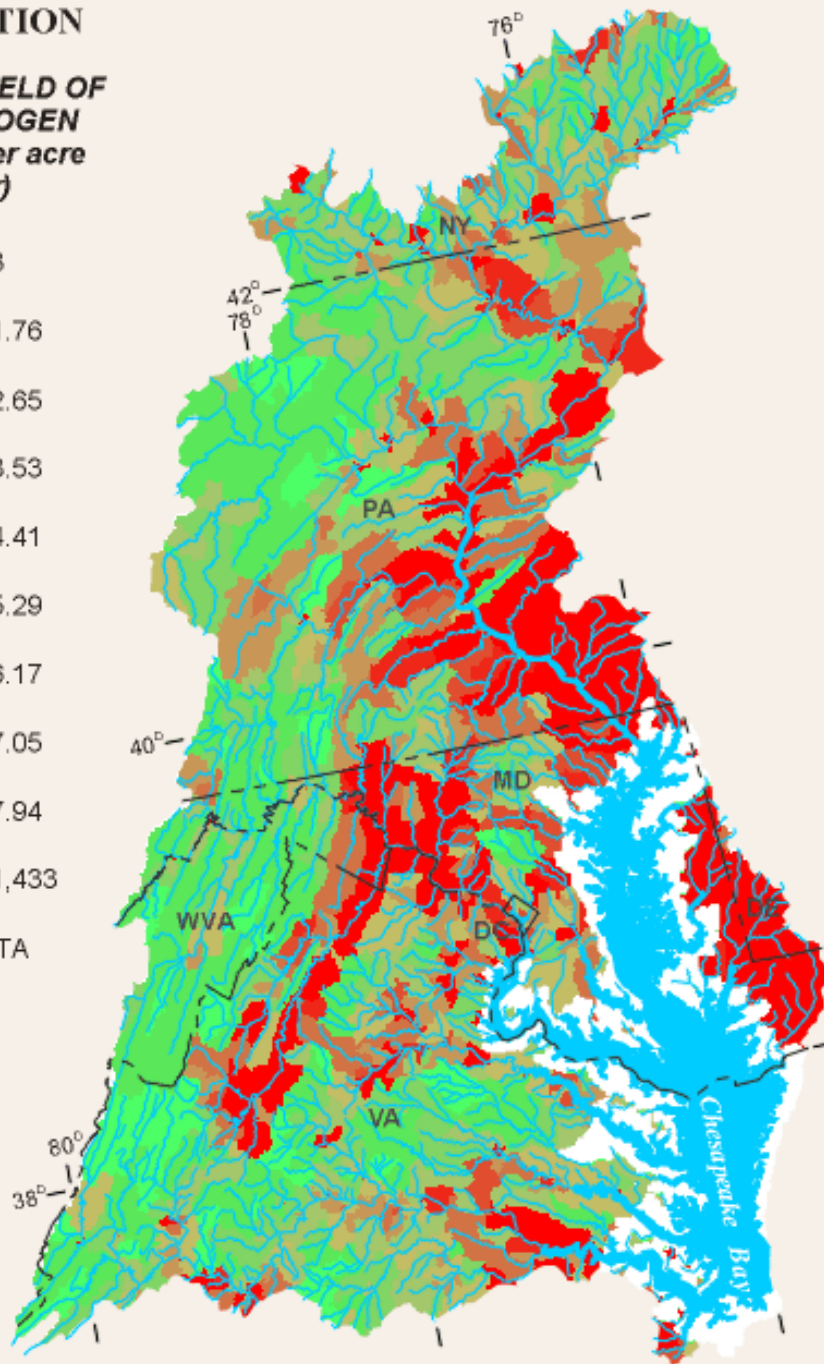 TION
ELD OF
OGEN
er acre
r)
3
.76
2.65
3.53
4.41
5.29
6.17
7.05
7.94
1,433
TA
76°
NY
42°
78°
PA
40°
MD
WVA
DC
DE
VA
80°
38°
Chesapeake Bay